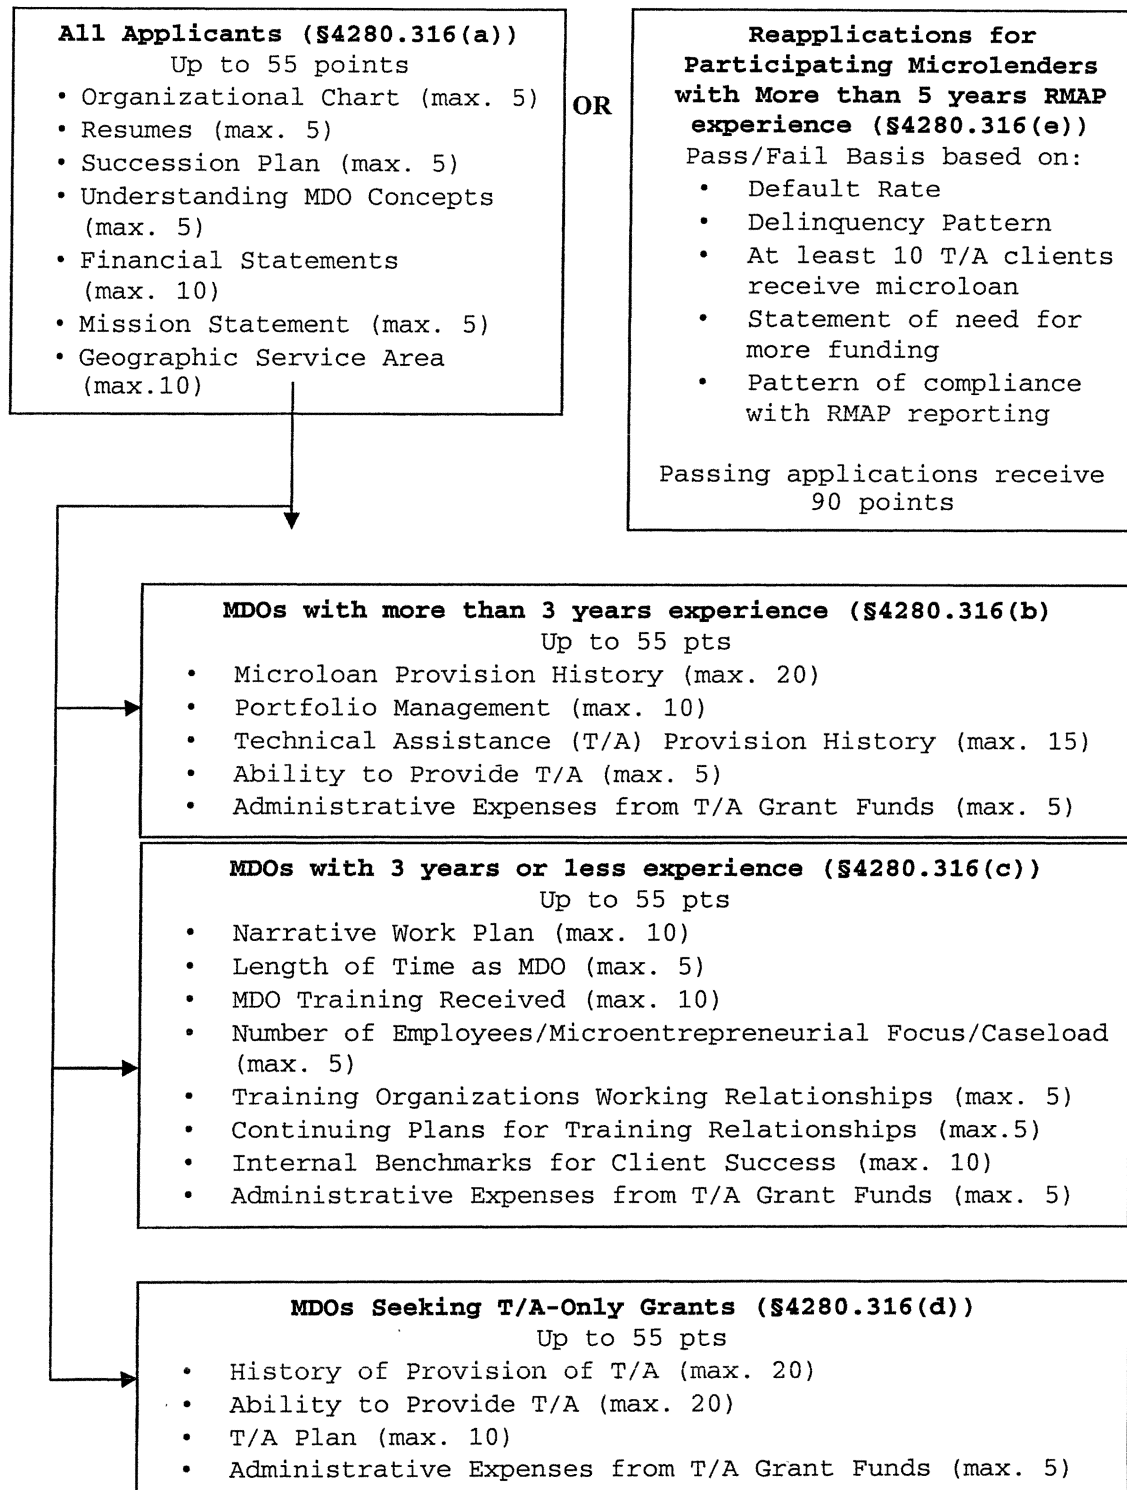 All Applicants (§4280.316(a))
Up to 55 points
• Organizational Chart (max. 5)
• Resumes (max. 5)
• Succession Plan (max. 5)
• Understanding MDO Concepts
(max. 5)
• Financial Statements
(max. 10)
• Mission Statement (max. 5)
• Geographic Service Area
(max.10)
OR
Reapplications for
Participating Microlenders
with More than 5 years RMAP
experience (§4280.316(e))
Pass/Fail Basis based on:
• Default Rate
• Delinquency Pattern
• At least 10 T/A clients
receive microloan
• Statement of need for
more funding
• Pattern of compliance
with RMAP reporting
Passing applications receive
90 points
MDOs with more than 3 years experience (§4280.316(b)
Up to 55 pts
• Microloan Provision History (max. 20)
• Portfolio Management (max. 10)
• Technical Assistance (T/A) Provision History (max. 15)
• Ability to Provide T/A (max. 5)
• Administrative Expenses from T/A Grant Funds (max. 5)
MDOs with 3 years or less experience (§4280.316(c))
Up to 55 pts
• Narrative Work Plan (max. 10)
• Length of Time as MDO (max. 5)
• MDO Training Received (max. 10)
• Number of Employees/Microentrepreneurial Focus/Caseload
(max. 5)
• Training Organizations Working Relationships (max. 5)
• Continuing Plans for Training Relationships (max.5)
• Internal Benchmarks for Client Success (max. 10)
• Administrative Expenses from T/A Grant Funds (max. 5)
MDOs Seeking T/A-Only Grants (§4280.316(d))
Up to 55 pts
• History of Provision of T/A (max. 20)
• Ability to Provide T/A (max. 20)
• T/A Plan (max. 10)
• Administrative Expenses from T/A Grant Funds (max. 5)